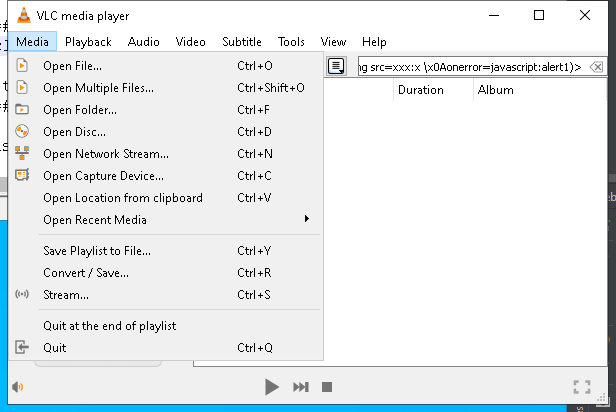 VLC media player
Media Playback Audio Video Subtitle Tools View Help
ng src=xxx:x \x0Aonerror=javascript:alert1)>
Duration Album
Open File... Ctrl+O
Open Multiple Files... Ctrl+Shift+O
Open Folder... Ctrl+F
Open Disc... Ctrl+D
Open Network Stream... Ctrl+N
Open Capture Device... Ctrl+C
Open Location from clipboard Ctrl+V
Open Recent Media
Save Playlist to File... Ctrl+Y
Convert / Save... Ctrl+R
Stream... Ctrl+S
Quit at the end of playlist
Quit Ctrl+Q